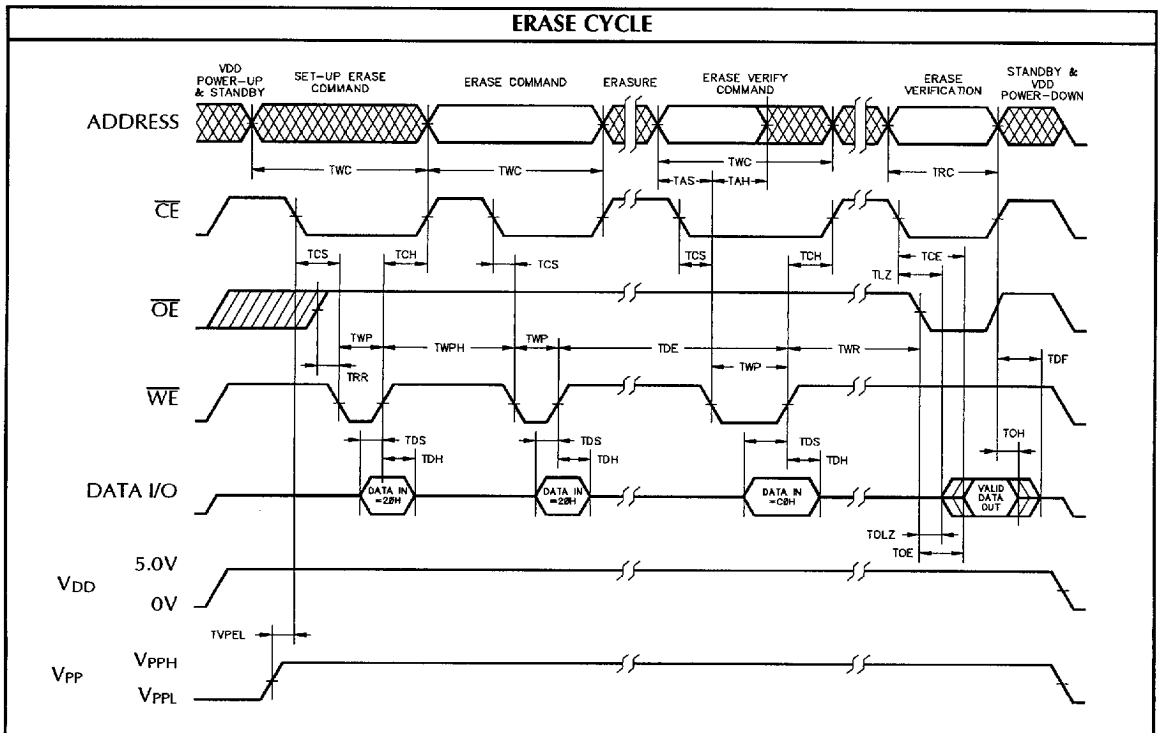 ERASE CYCLE
VDD
POWER-UP
& STANDBY
SET-UP ERASE
COMMAND
ERASE COMMAND
ERASURE
ERASE VERIFY
COMMAND
ERASE
VERIFICATION
STANDBY &
VDD
POWER-DOWN
ADDRESS
TWC
TWC
TWC
TRC
TAS
TAH
CE
TCS
TCH
TCS
TCS
TCH
TCE
TLZ
OE
TWP
TWPH
TWP
TDE
TWR
TDF
TRR
TWP
WE
TDS
TDH
TDS
TDH
TDS
TDH
TOH
DATA I/O
DATA IN
=20H
DATA IN
=20H
DATA IN
=C0H
VALID
DATA
OUT
TOLZ
TOE
VDD
5.0V
0V
TVPEL
VPP
VPPH
VPPL